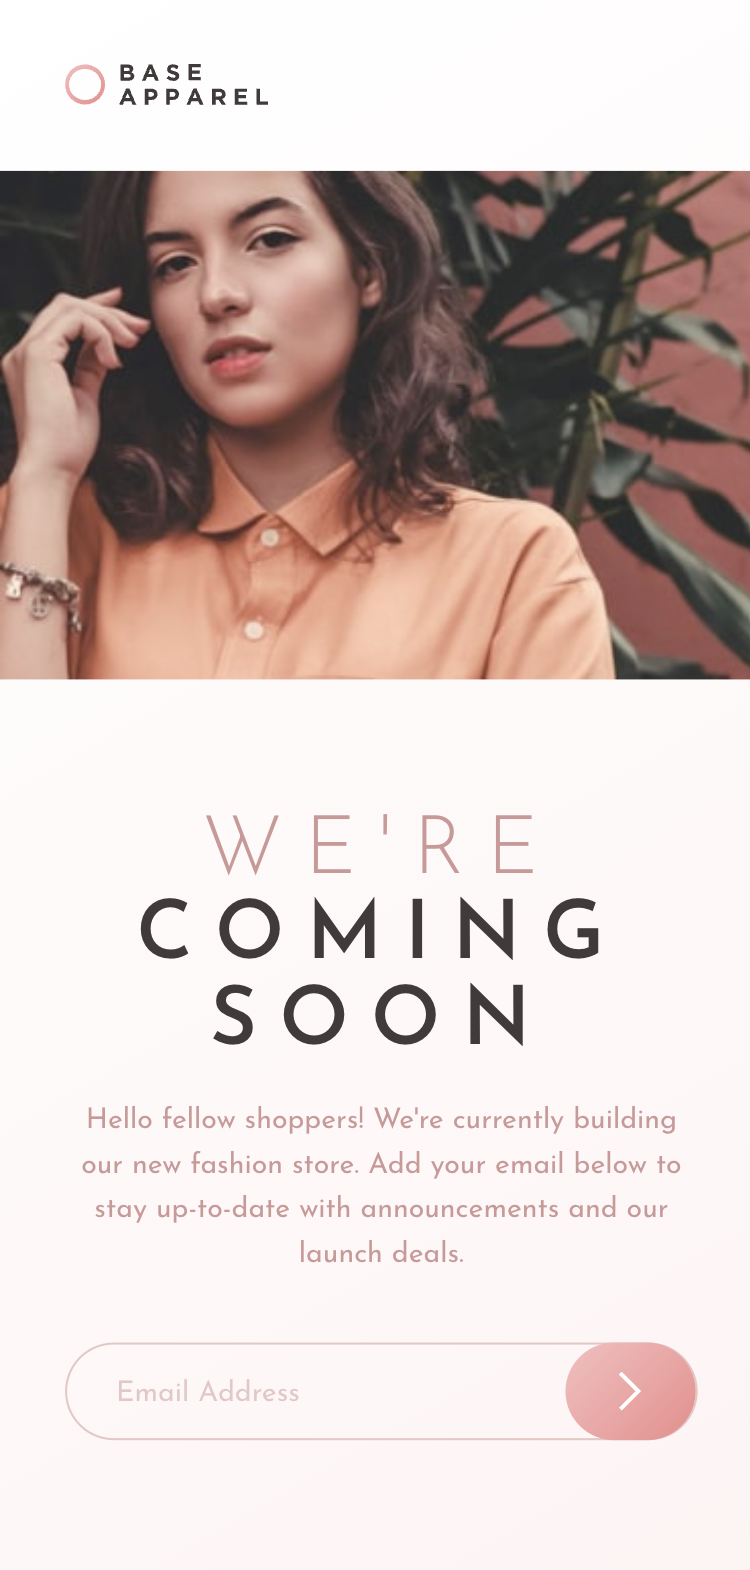 BASE
APPAREL
WE'RE
COMING
SOON
Hello fellow shoppers! We're currently building
our new fashion store. Add your email below to
stay up-to-date with announcements and our
launch deals.
Email Address